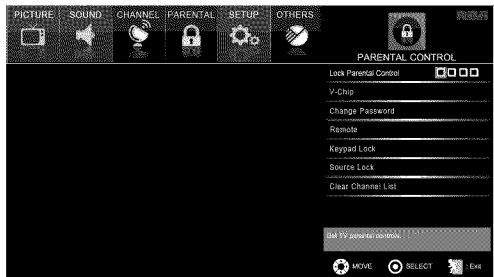 PICTURE SOUND CHANNEL PARENTAL SETUP OTHERS
PARENTAL CONTROL
Lock Parental Control
V-Chip
Change Password
Remote
Keypad Lock
Source Lock
Clear Channel List
Set TV parental controls.
MOVE SELECT : Exit